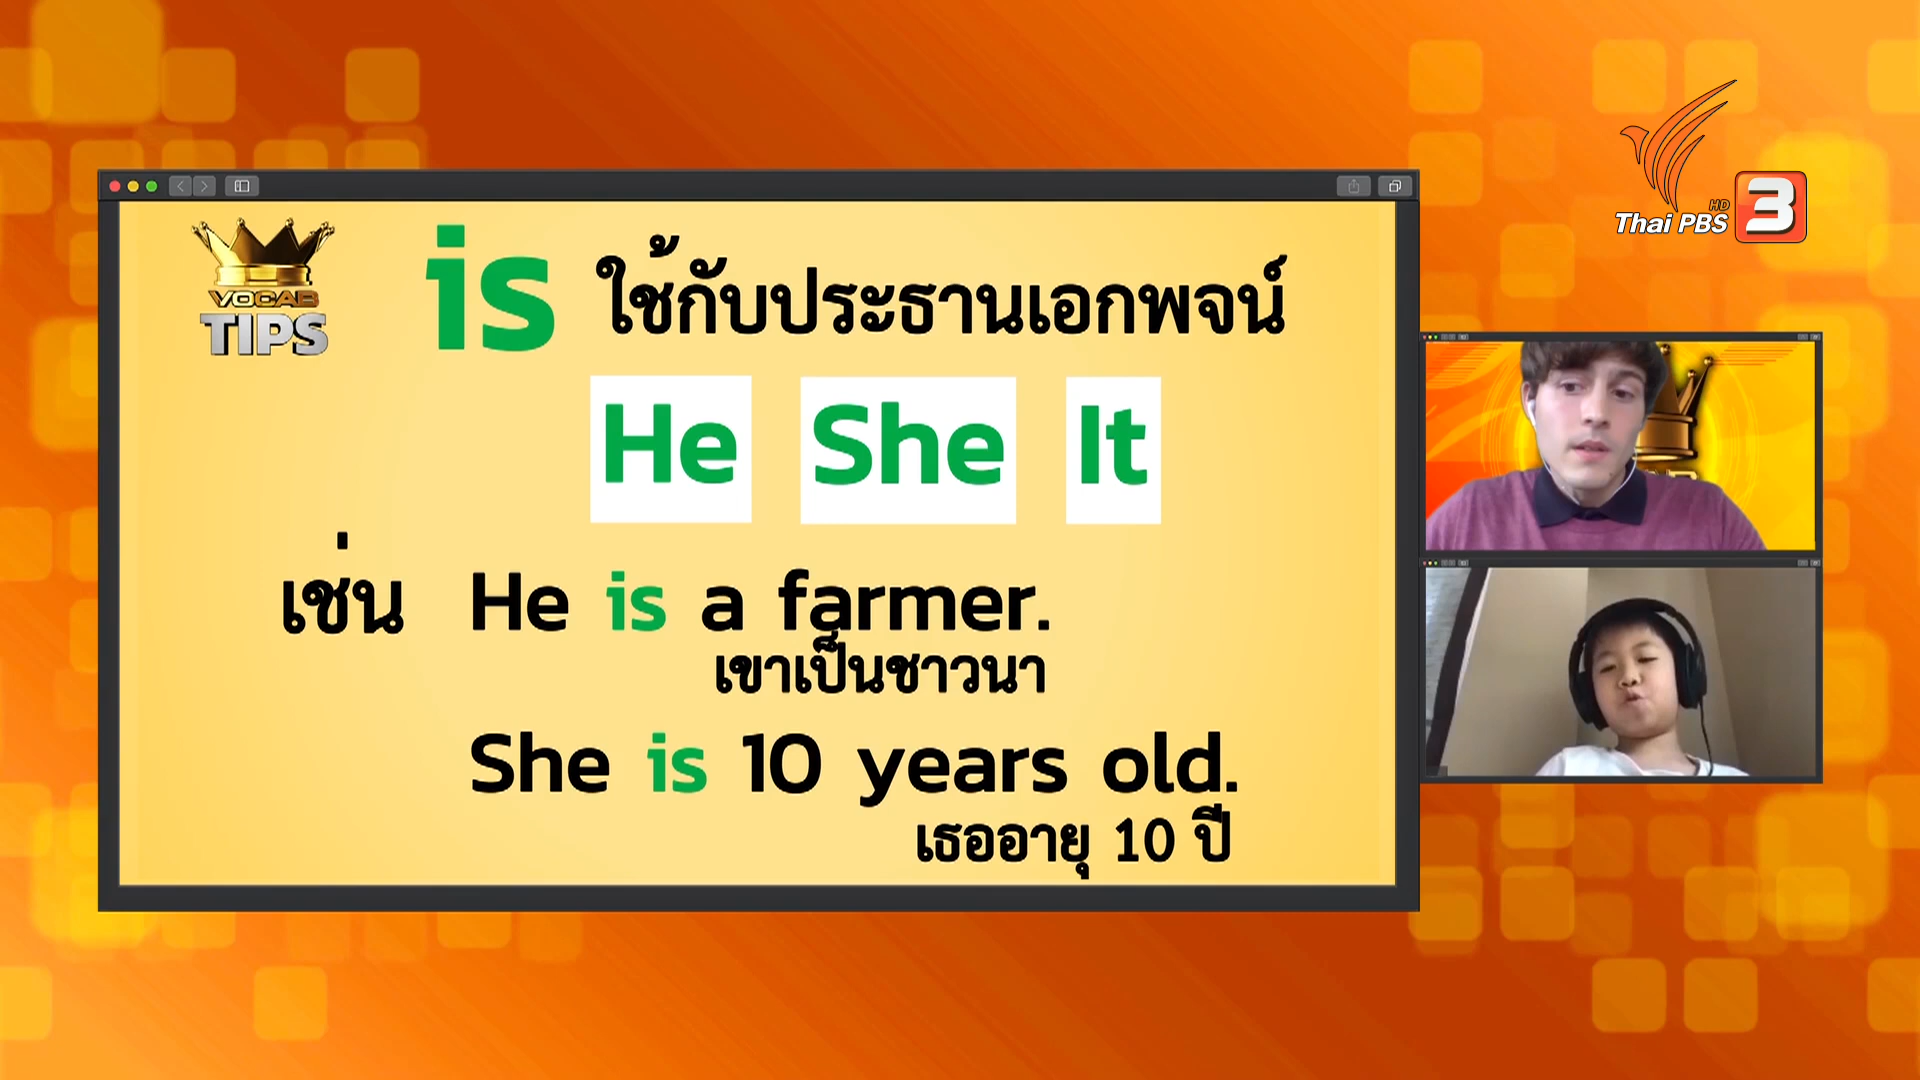 VOCAB
TIPS
is ใช้กับประธานเอกพจน์
He She It
เช่น He is a farmer.
เขาเป็นชาวนา
She is 10 years old.
เธออายุ 10 ปี
Thai PBS HD 3